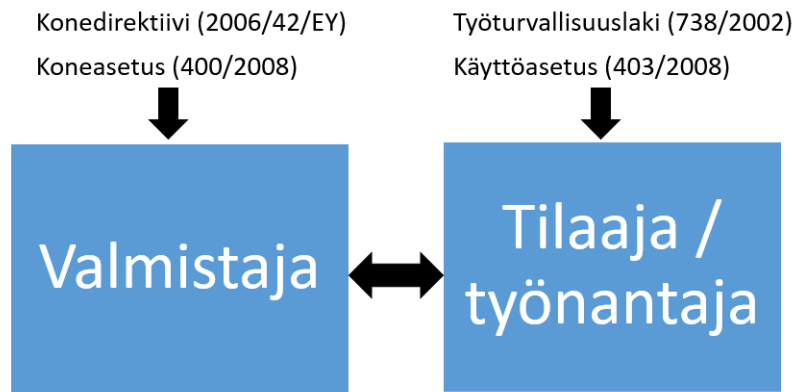 Konedirektiivi (2006/42/EY)
Koneasetus (400/2008)
Työturvallisuuslaki (738/2002)
Käyttöasetus (403/2008)
Valmistaja
Tilaaja /
työnantaja